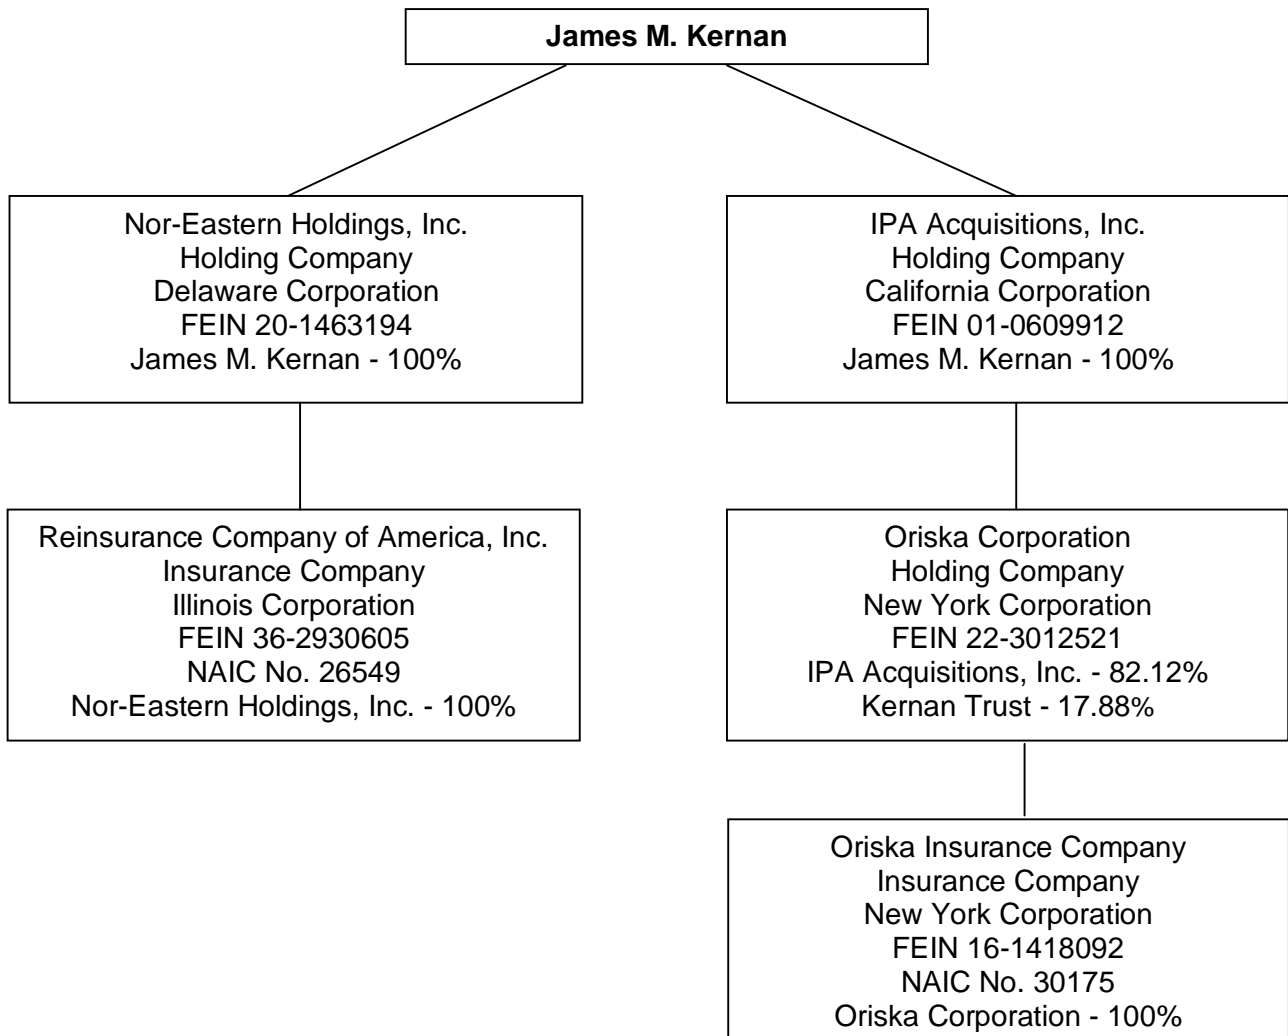 James M. Kernan
Nor-Eastern Holdings, Inc.
Holding Company
Delaware Corporation
FEIN 20-1463194
James M. Kernan - 100%
IPA Acquisitions, Inc.
Holding Company
California Corporation
FEIN 01-0609912
James M. Kernan - 100%
Reinsurance Company of America, Inc.
Insurance Company
Illinois Corporation
FEIN 36-2930605
NAIC No. 26549
Nor-Eastern Holdings, Inc. - 100%
Oriska Corporation
Holding Company
New York Corporation
FEIN 22-3012521
IPA Acquisitions, Inc. - 82.12%
Kernan Trust - 17.88%
Oriska Insurance Company
Insurance Company
New York Corporation
FEIN 16-1418092
NAIC No. 30175
Oriska Corporation - 100%